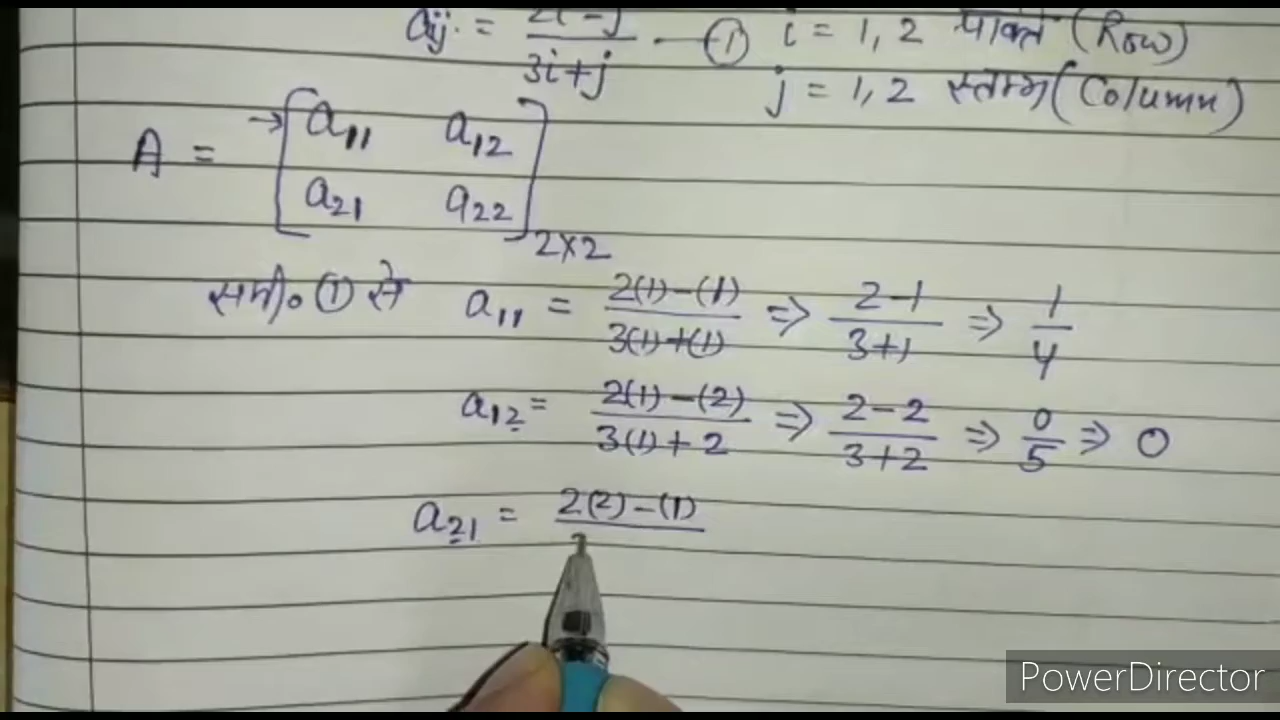 aij = 2i-j / 3i+j —① i = 1, 2 पंक्ति (Row)
j = 1, 2 स्तम्भ (Column)
A = → [ a11 a12
a21 a22 ] 2×2
समी० ① से a11 = 2(1)-(1) / 3(1)+(1) ⇒ 2-1 / 3+1 ⇒ 1/4
a12 = 2(1)-(2) / 3(1)+2 ⇒ 2-2 / 3+2 ⇒ 0/5 ⇒ 0
a21 = 2(2)-(1) /
PowerDirector